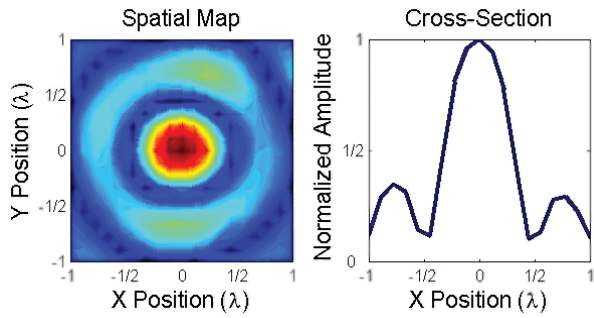 Spatial Map
Y Position (λ)
1
1/2
0
-1/2
-1
-1 -1/2 0 1/2 1
X Position (λ)
Cross-Section
Normalized Amplitude
1
1/2
0
-1 -1/2 0 1/2 1
X Position (λ)